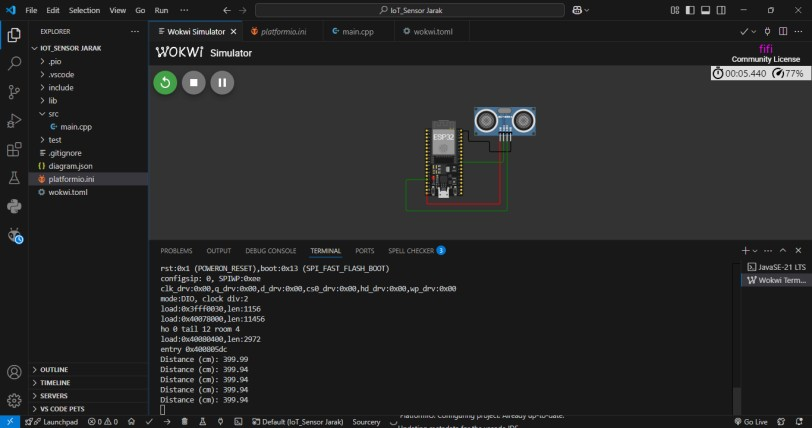 File Edit Selection View Go Run ···
IoT_Sensor Jarak
EXPLORER
IOT_SENSOR JARAK
.pio
.vscode
include
lib
src
main.cpp
test
.gitignore
diagram.json
platformio.ini
wokwi.toml
OUTLINE
TIMELINE
SERVERS
VS CODE PETS
Wokwi Simulator platformio.ini main.cpp wokwi.toml
WOKWi Simulator
fifi
Community License
00:05.440 77%
ESP32
PROBLEMS OUTPUT DEBUG CONSOLE TERMINAL PORTS SPELL CHECKER 3
rst:0x1 (POWERON_RESET),boot:0x13 (SPI_FAST_FLASH_BOOT)
configsip: 0, SPIWP:0xee
clk_drv:0x00,q_drv:0x00,d_drv:0x00,cs0_drv:0x00,hd_drv:0x00,wp_drv:0x00
mode:DIO, clock div:2
load:0x3fff0030,len:1156
load:0x40078000,len:11456
ho 0 tail 12 room 4
load:0x40080400,len:2972
entry 0x400805dc
Distance (cm): 399.99
Distance (cm): 399.94
Distance (cm): 399.94
Distance (cm): 399.94
Distance (cm): 399.94
JavaSE-21 LTS
Wokwi Term...
Launchpad 0 0 Default (IoT_Sensor Jarak) Sourcery
PlatformIO: Configuring project: Already up-to-date.
Go Live